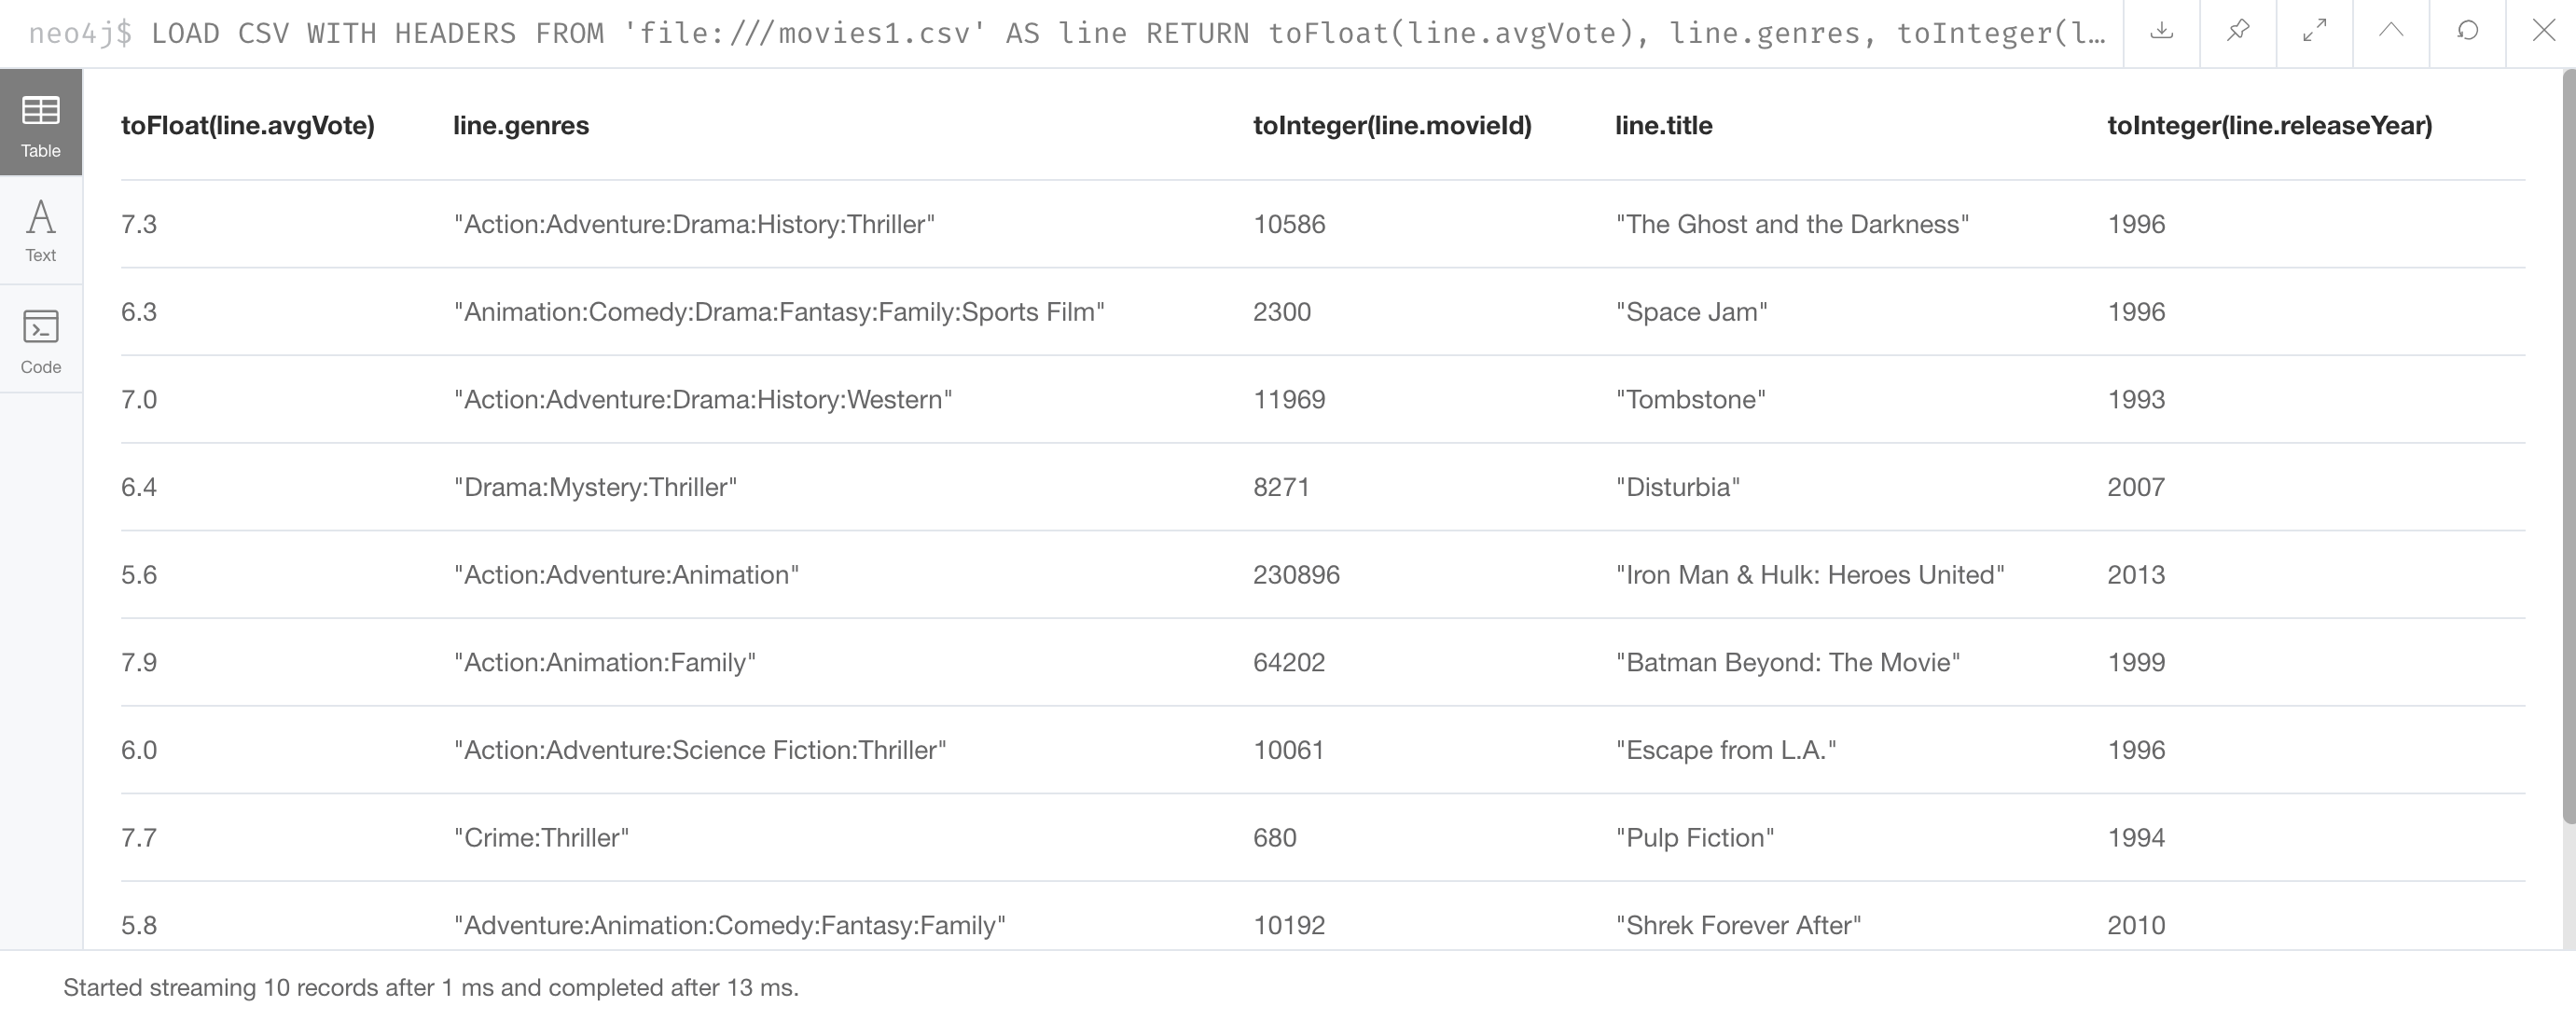 neo4j$ LOAD CSV WITH HEADERS FROM 'file:///movies1.csv' AS line RETURN toFloat(line.avgVote), line.genres, toInteger(l…
Table
Text
Code
toFloat(line.avgVote) line.genres toInteger(line.movieId) line.title toInteger(line.releaseYear)
7.3 "Action:Adventure:Drama:History:Thriller" 10586 "The Ghost and the Darkness" 1996
6.3 "Animation:Comedy:Drama:Fantasy:Family:Sports Film" 2300 "Space Jam" 1996
7.0 "Action:Adventure:Drama:History:Western" 11969 "Tombstone" 1993
6.4 "Drama:Mystery:Thriller" 8271 "Disturbia" 2007
5.6 "Action:Adventure:Animation" 230896 "Iron Man & Hulk: Heroes United" 2013
7.9 "Action:Animation:Family" 64202 "Batman Beyond: The Movie" 1999
6.0 "Action:Adventure:Science Fiction:Thriller" 10061 "Escape from L.A." 1996
7.7 "Crime:Thriller" 680 "Pulp Fiction" 1994
5.8 "Adventure:Animation:Comedy:Fantasy:Family" 10192 "Shrek Forever After" 2010
Started streaming 10 records after 1 ms and completed after 13 ms.